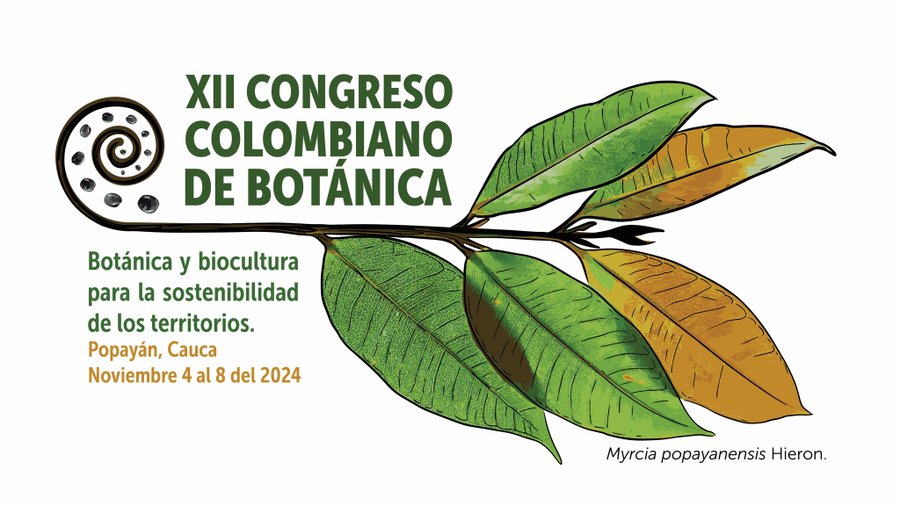 XII CONGRESO
COLOMBIANO
DE BOTÁNICA
Botánica y biocultura
para la sostenibilidad
de los territorios.
Popayán, Cauca
Noviembre 4 al 8 del 2024
Myrcia popayanensis Hieron.